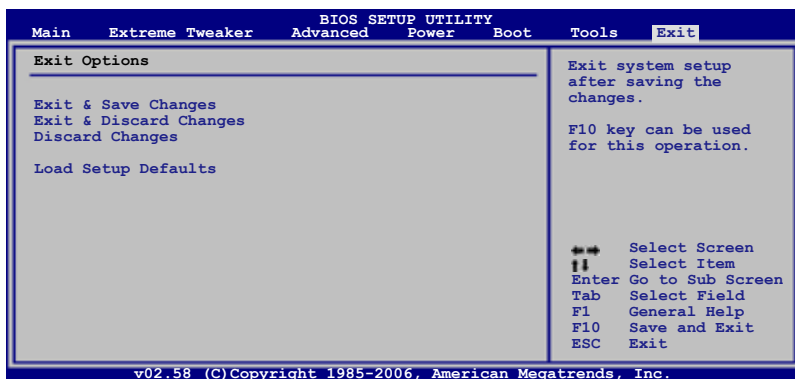 BIOS SETUP UTILITY
Main Extreme Tweaker Advanced Power Boot Tools Exit
Exit Options
Exit & Save Changes
Exit & Discard Changes
Discard Changes
Load Setup Defaults
Exit system setup
after saving the
changes.
F10 key can be used
for this operation.
←→ Select Screen
↑↓ Select Item
Enter Go to Sub Screen
Tab Select Field
F1 General Help
F10 Save and Exit
ESC Exit
v02.58 (C)Copyright 1985-2006, American Megatrends, Inc.